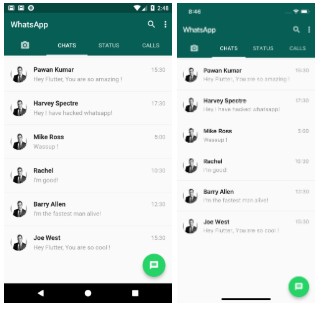 2:48
WhatsApp
CHATS STATUS CALLS
Pawan Kumar 15:30
Hey Flutter, You are so amazing !
Harvey Spectre 17:30
Hey I have hacked whatsapp!
Mike Ross 5:00
Wassup !
Rachel 10:30
I'm good!
Barry Allen 12:30
I'm the fastest man alive!
Joe West 15:30
Hey Flutter, You are so cool !
8:46
WhatsApp
CHATS STATUS CALLS
Pawan Kumar 15:30
Hey Flutter, You are so amazing !
Harvey Spectre 17:30
Hey I have hacked whatsapp!
Mike Ross 5:00
Wassup !
Rachel 10:30
I'm good!
Barry Allen 12:30
I'm the fastest man alive!
Joe West 15:30
Hey Flutter, You are so cool !